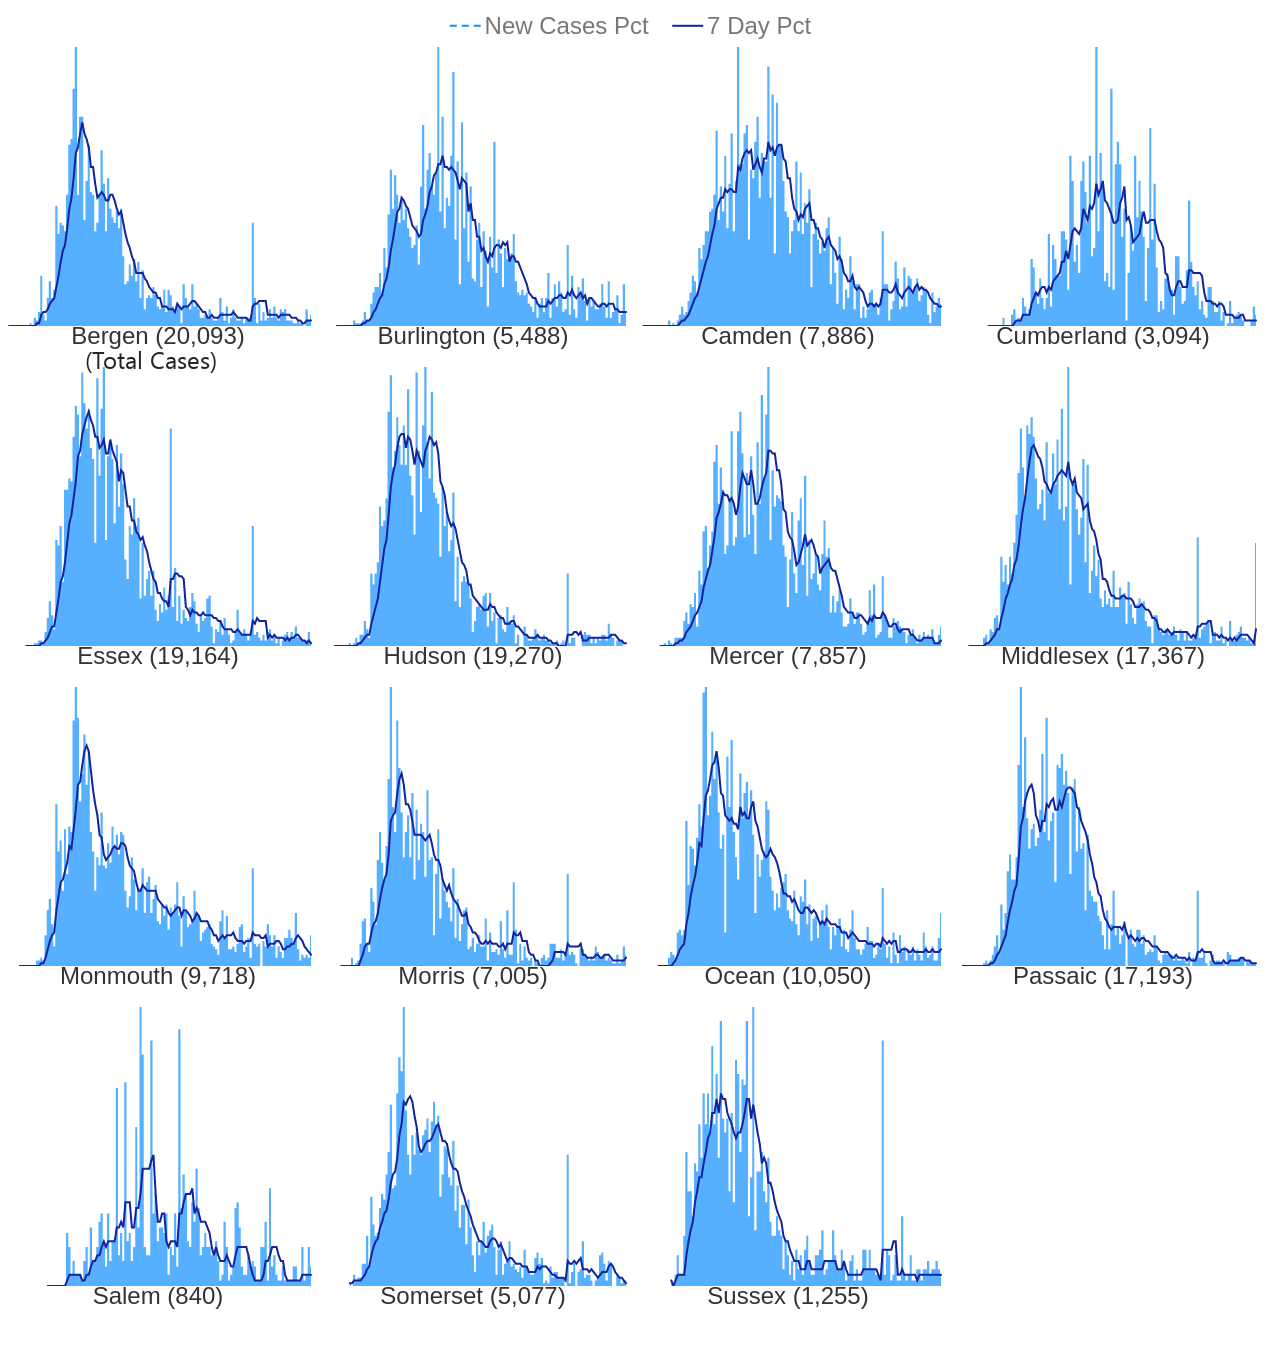 New Cases Pct 7 Day Pct
Bergen (20,093) Burlington (5,488) Camden (7,886) Cumberland (3,094)
(Total Cases)
Essex (19,164) Hudson (19,270) Mercer (7,857) Middlesex (17,367)
Monmouth (9,718) Morris (7,005) Ocean (10,050) Passaic (17,193)
Salem (840) Somerset (5,077) Sussex (1,255)